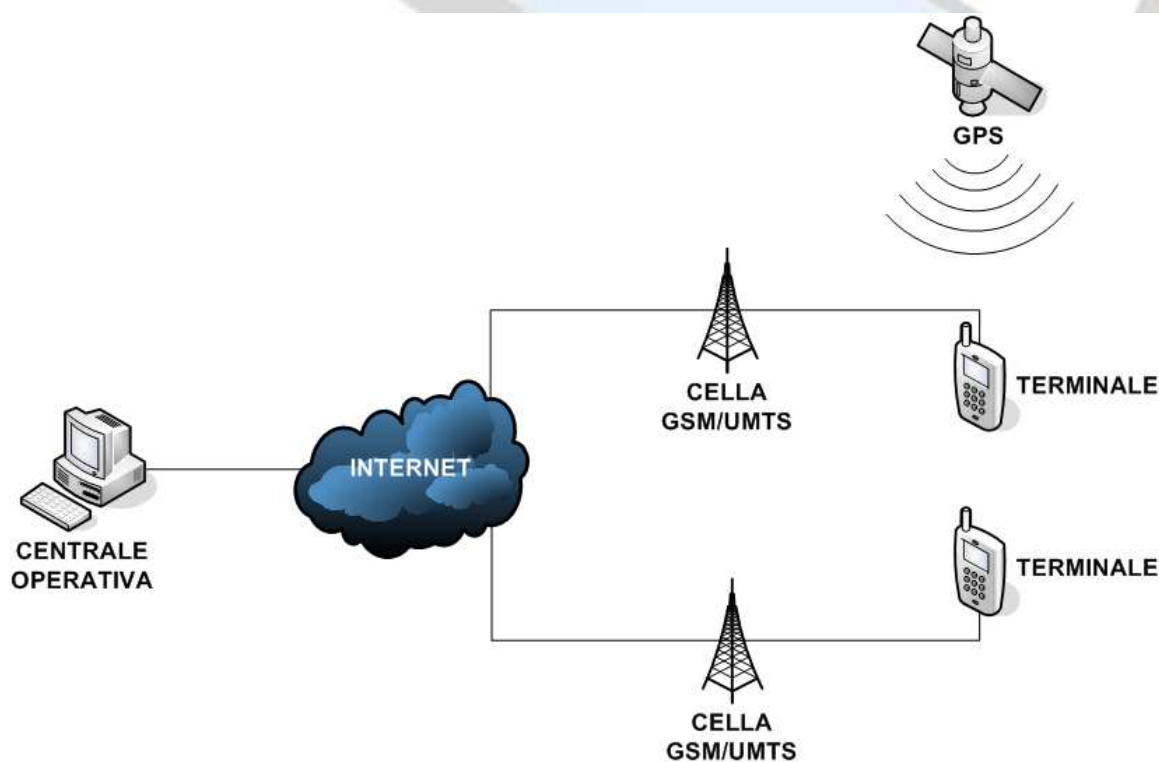 GPS
CELLA
GSM/UMTS
TERMINALE
INTERNET
CENTRALE
OPERATIVA
TERMINALE
CELLA
GSM/UMTS